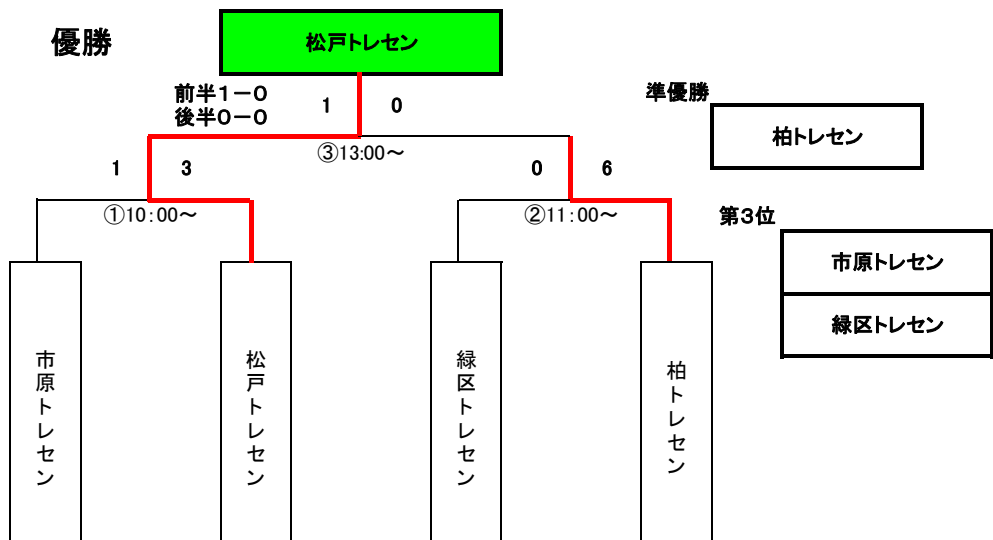 優勝
松戸トレセン
前半1-0
後半0-0
1 0
準優勝
柏トレセン
③13:00~
1 3
0 6
①10:00~
②11:00~
第3位
市原トレセン
緑区トレセン
市原トレセン
松戸トレセン
緑区トレセン
柏トレセン